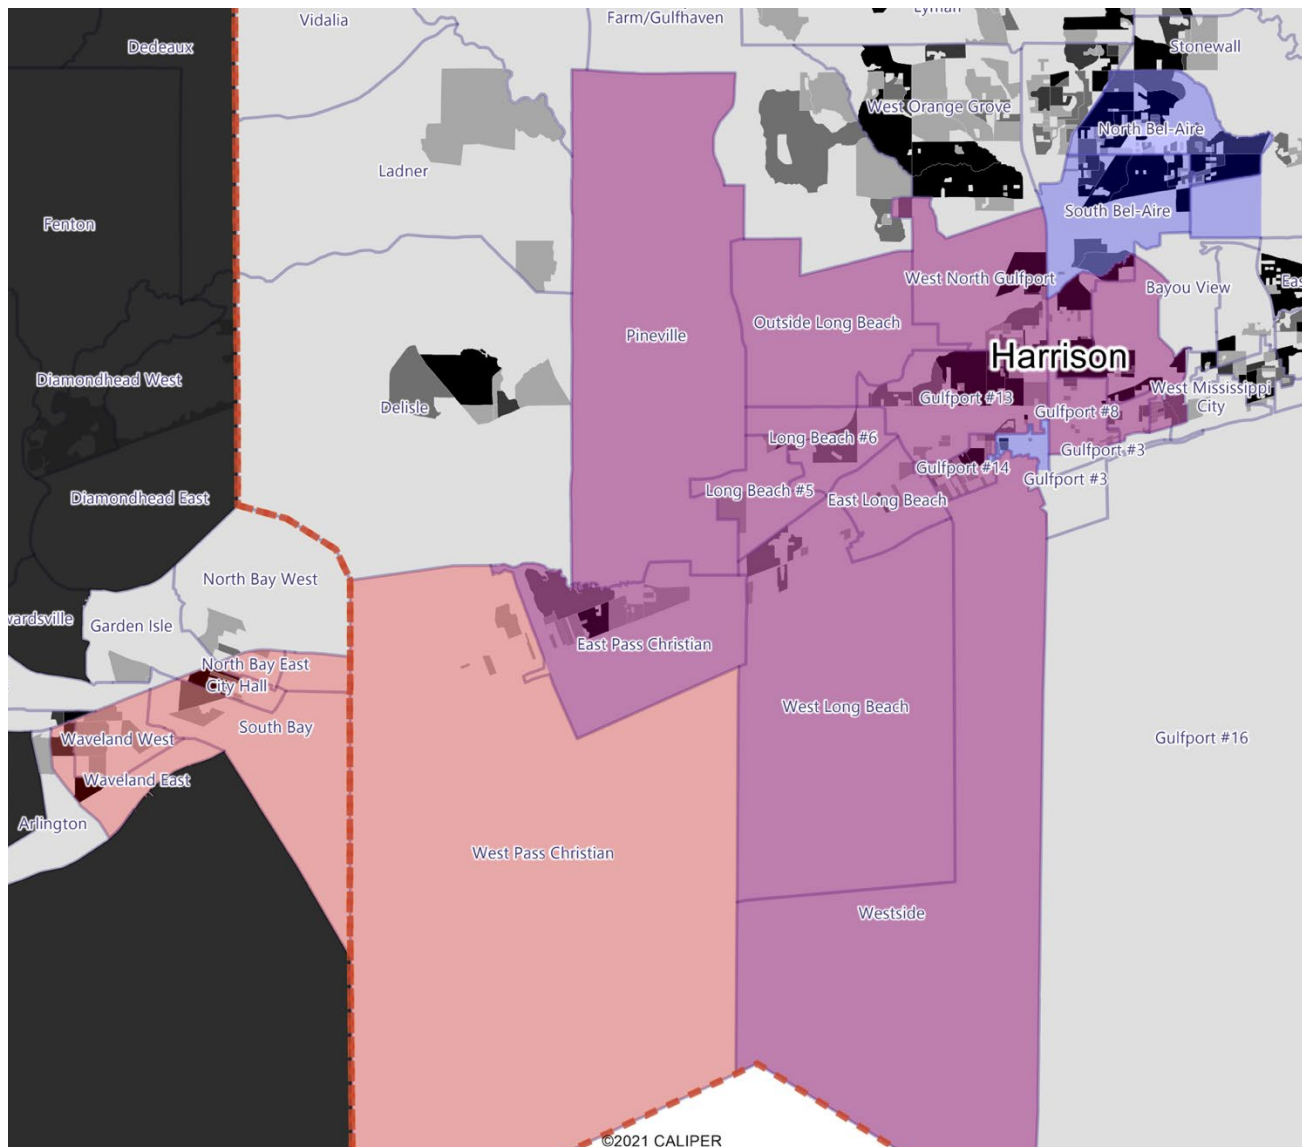 Vidalia
Farm/Gulfhaven
Lyman
Dedeaux
Stonewall
West Orange Grove
North Bel-Aire
Ladner
Fenton
South Bel-Aire
West North Gulfport
Bayou View
Outside Long Beach
Pineville
Harrison
Diamondhead West
West Mississippi
City
Delisle
Gulfport #13
Gulfport #8
Long Beach #6
Gulfport #3
Gulfport #14
Gulfport #3
Long Beach #5
East Long Beach
Diamondhead East
North Bay West
wardsville
Garden Isle
East Pass Christian
North Bay East
City Hall
West Long Beach
South Bay
Waveland West
Gulfport #16
Waveland East
Arlington
West Pass Christian
Westside
©2021 CALIPER